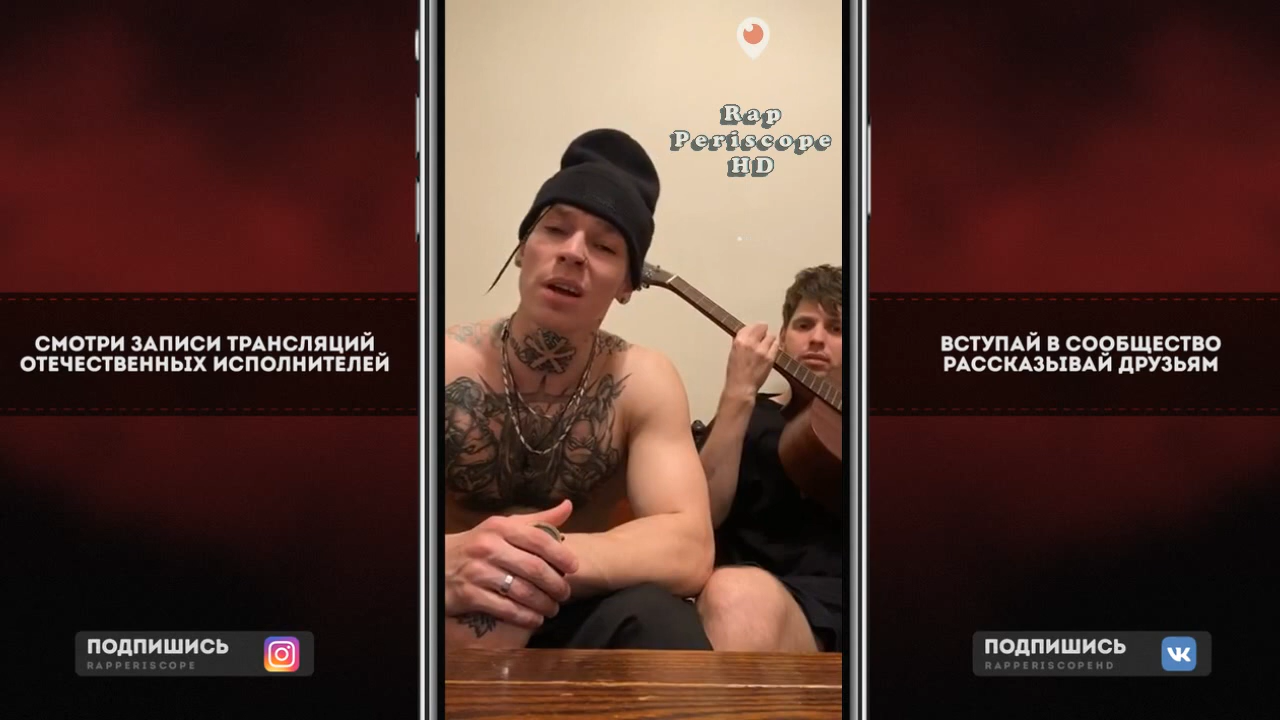 Rap
Periscope
HD
СМОТРИ ЗАПИСИ ТРАНСЛЯЦИЙ
ОТЕЧЕСТВЕННЫХ ИСПОЛНИТЕЛЕЙ
ВСТУПАЙ В СООБЩЕСТВО
РАССКАЗЫВАЙ ДРУЗЬЯМ
ПОДПИШИСЬ
RAPPERISCOPE
ПОДПИШИСЬ
RAPPERISCOPEHD